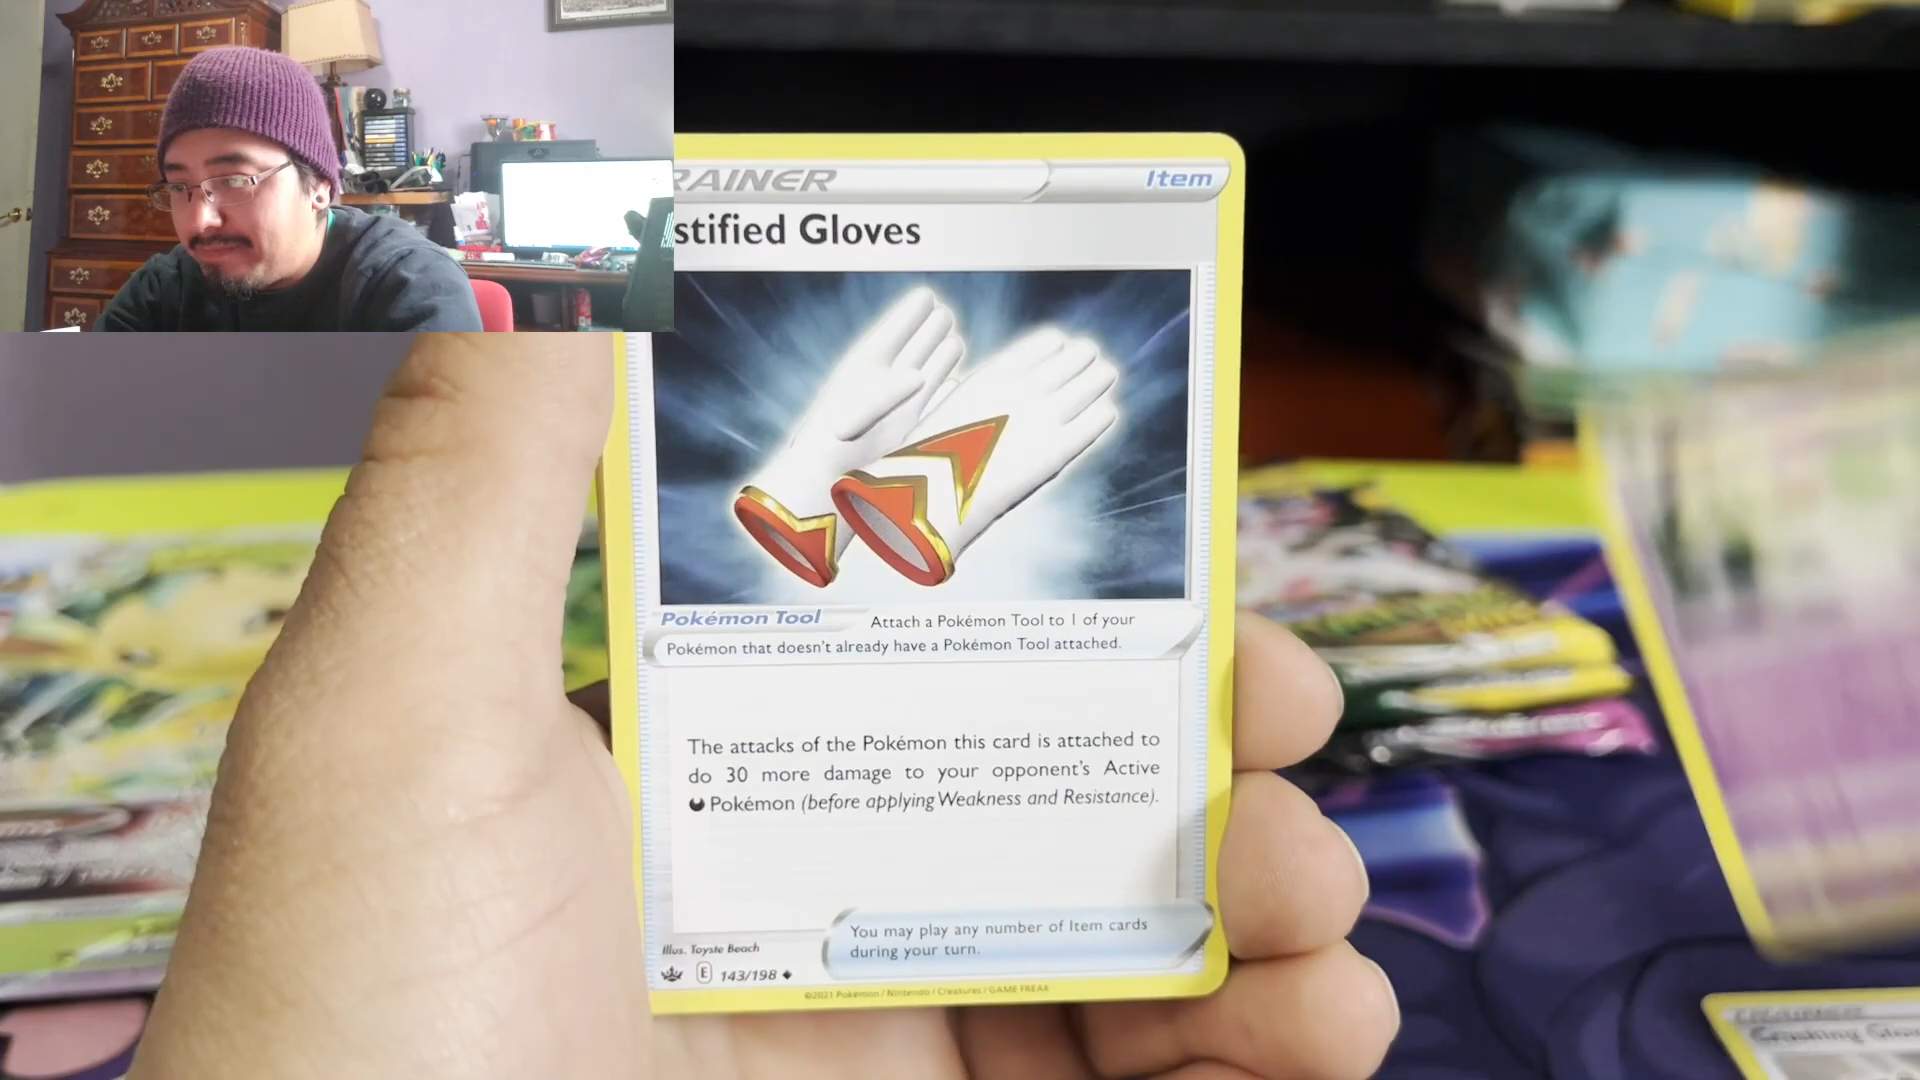 RAINER
Item
stified Gloves
Pokémon Tool Attach a Pokémon Tool to 1 of your
Pokémon that doesn't already have a Pokémon Tool attached.
The attacks of the Pokémon this card is attached to
do 30 more damage to your opponent's Active
Pokémon (before applying Weakness and Resistance).
You may play any number of Item cards
during your turn.
Illus. Toyste Beach
E 143/198
©2021 Pokémon / Nintendo / Creatures / GAME FREAK
Crushing